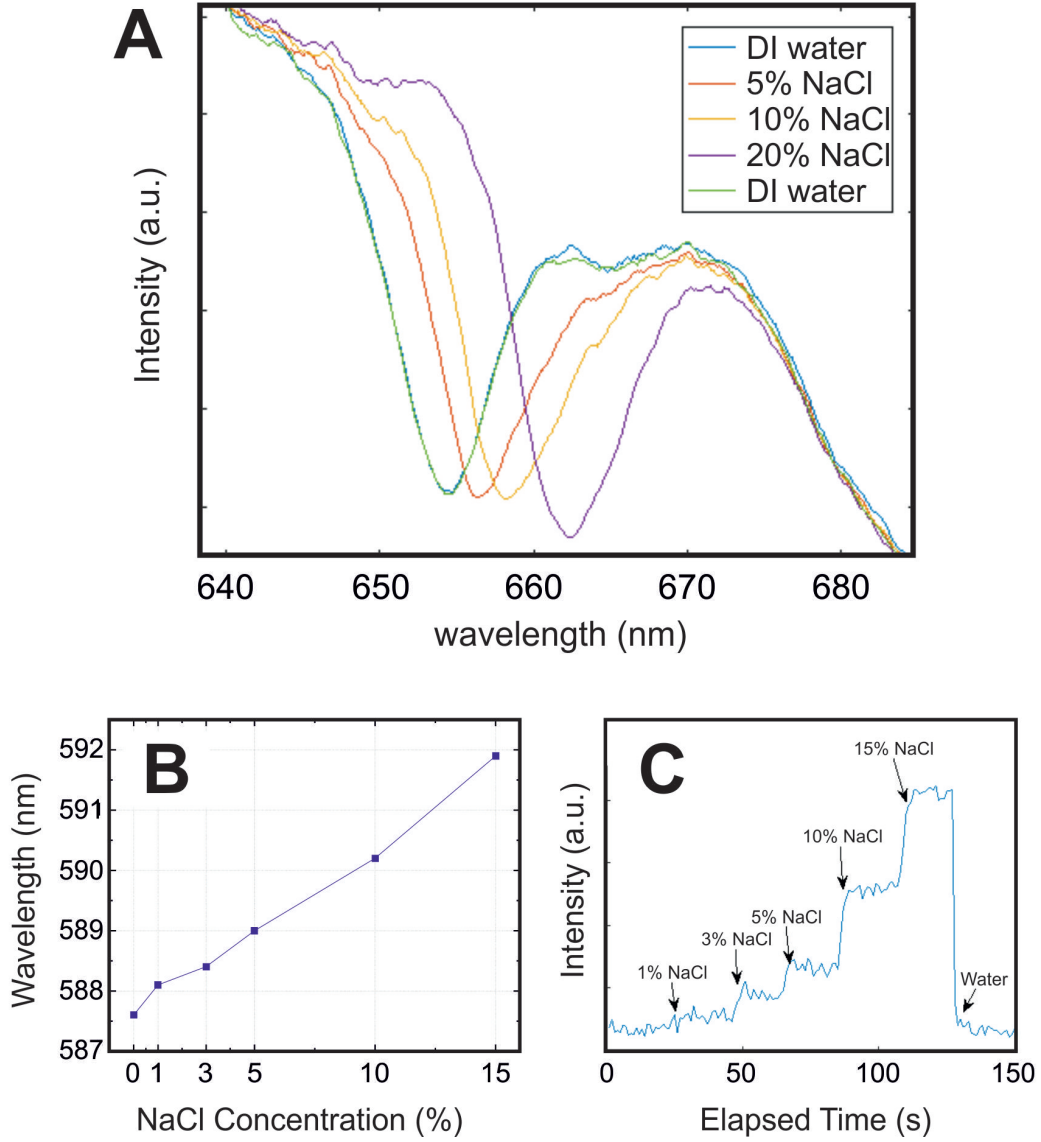 A
DI water
5% NaCl
10% NaCl
20% NaCl
DI water
Intensity (a.u.)
640 650 660 670 680
wavelength (nm)
B
592
591
590
589
588
587
Wavelength (nm)
0 1 3 5 10 15
NaCl Concentration (%)
C
15% NaCl
10% NaCl
5% NaCl
3% NaCl
1% NaCl
Water
Intensity (a.u.)
0 50 100 150
Elapsed Time (s)